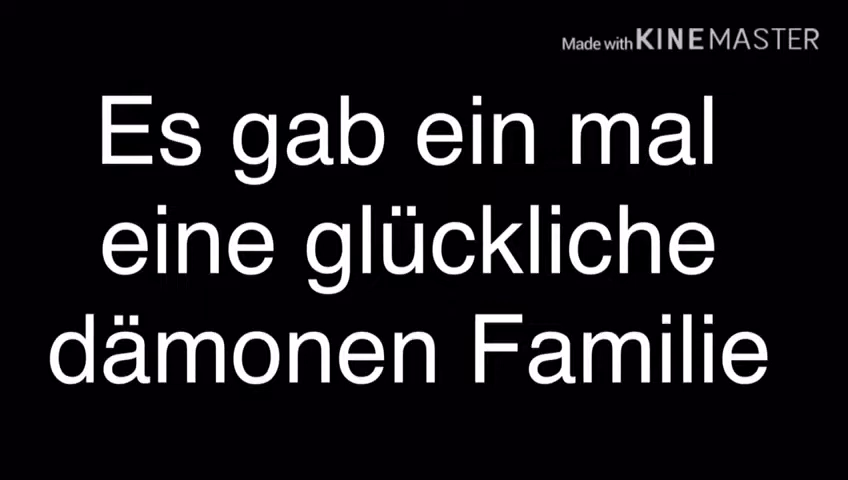 Made with KINEMASTER
Es gab ein mal
eine glückliche
dämonen Familie